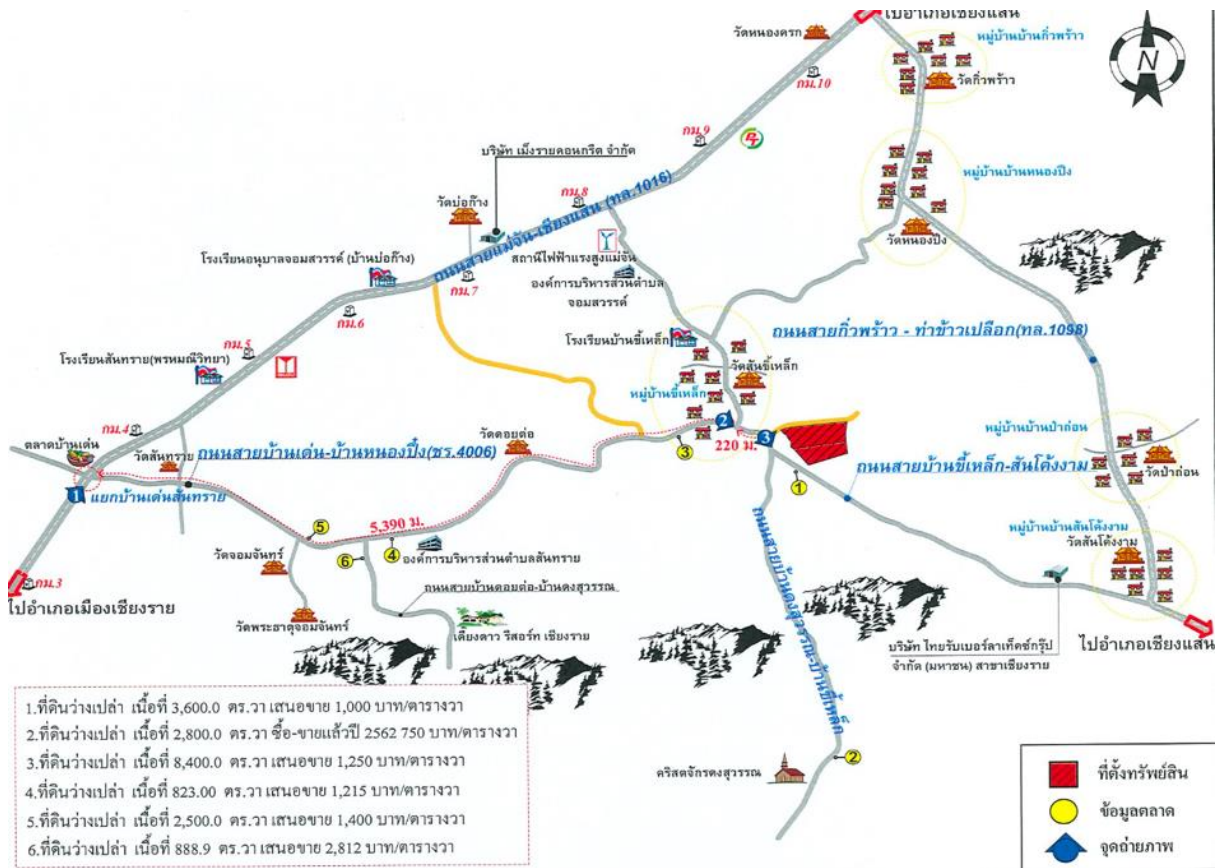 ไปอำเภอเชียงแสน
วัดหนองครก
หมู่บ้านบ้านกิ่วพร้าว
N
วัดกิ่วพร้าว
กม.10
กม.9
บริษัท เม็งรายคอนกรีต จำกัด
หมู่บ้านบ้านหนองปึง
กม.8
วัดบ่อก๊าง
ถนนสายแม่จัน-เชียงแสน (ทล.1016)
วัดหนองปึง
โรงเรียนอนุบาลจอมสวรรค์ (บ้านบ่อก๊าง)
สถานีไฟฟ้าแรงสูงแม่จัน
กม.7
องค์การบริหารส่วนตำบล
จอมสวรรค์
กม.6
ถนนสายกิ่วพร้าว - ท่าข้าวเปลือก(ทล.1098)
โรงเรียนบ้านขี้เหล็ก
กม.5
โรงเรียนสันทราย(พรหมณีวิทยา)
วัดสันขี้เหล็ก
หมู่บ้านขี้เหล็ก
กม.4
2
220 ม.
3
หมู่บ้านบ้านป่าถ่อน
ตลาดบ้านเด่น
วัดสันทราย
ถนนสายบ้านเด่น-บ้านหนองปึ๋ง(ชร.4006)
วัดดอยต่อ
3
ถนนสายบ้านขี้เหล็ก-สันโค้งงาม
วัดป่าถ่อน
1
แยกบ้านเด่นสันทราย
1
5,390 ม.
5
4
องค์การบริหารส่วนตำบลสันทราย
หมู่บ้านบ้านสันโค้งงาม
วัดสันโค้งงาม
6
วัดจอมจันทร์
กม.3
ไปอำเภอเมืองเชียงราย
ถนนสายบ้านดอยต่อ-บ้านดงสุวรรณ
ถนนสายบ้านดงสุวรรณ-บ้านขี้เหล็ก
วัดพระธาตุจอมจันทร์
เคียงดาว รีสอร์ท เชียงราย
บริษัท ไทยรับเบอร์ลาเท็คซ์กรุ๊ป
จำกัด (มหาชน) สาขาเชียงราย
ไปอำเภอเชียงแสน
1.ที่ดินว่างเปล่า เนื้อที่ 3,600.0 ตร.วา เสนอขาย 1,000 บาท/ตารางวา
2.ที่ดินว่างเปล่า เนื้อที่ 2,800.0 ตร.วา ซื้อ-ขายแล้วปี 2562 750 บาท/ตารางวา
3.ที่ดินว่างเปล่า เนื้อที่ 8,400.0 ตร.วา เสนอขาย 1,250 บาท/ตารางวา
4.ที่ดินว่างเปล่า เนื้อที่ 823.00 ตร.วา เสนอขาย 1,215 บาท/ตารางวา
5.ที่ดินว่างเปล่า เนื้อที่ 2,500.0 ตร.วา เสนอขาย 1,400 บาท/ตารางวา
6.ที่ดินว่างเปล่า เนื้อที่ 888.9 ตร.วา เสนอขาย 2,812 บาท/ตารางวา
คริสตจักรดงสุวรรณ
2
ที่ตั้งทรัพย์สิน
ข้อมูลตลาด
จุดถ่ายภาพ